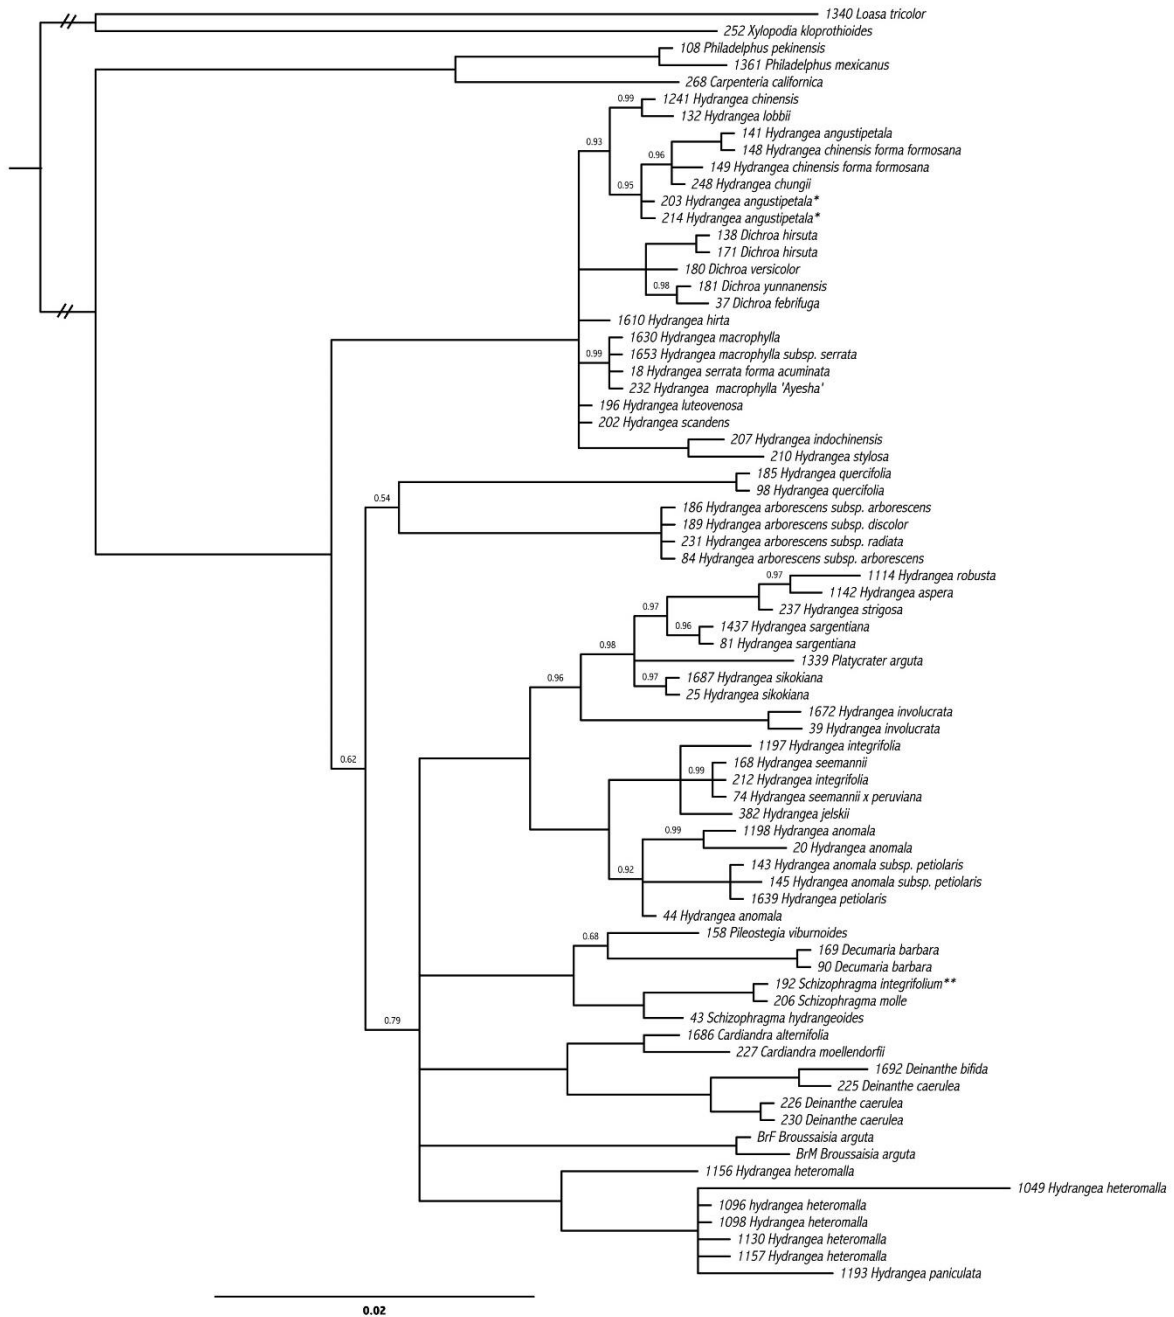 1340 Loasa tricolor
252 Xylopodia kloprothioides
108 Philadelphus pekinensis
1361 Philadelphus mexicanus
268 Carpenteria californica
0.99 1241 Hydrangea chinensis
132 Hydrangea lobbii
141 Hydrangea angustipetala
0.93
148 Hydrangea chinensis forma formosana
0.96
149 Hydrangea chinensis forma formosana
248 Hydrangea chungii
0.95
203 Hydrangea angustipetala*
214 Hydrangea angustipetala*
138 Dichroa hirsuta
171 Dichroa hirsuta
180 Dichroa versicolor
0.98 181 Dichroa yunnanensis
37 Dichroa febrifuga
1610 Hydrangea hirta
1630 Hydrangea macrophylla
0.99 1653 Hydrangea macrophylla subsp. serrata
18 Hydrangea serrata forma acuminata
232 Hydrangea macrophylla 'Ayesha'
196 Hydrangea luteovenosa
202 Hydrangea scandens
207 Hydrangea indochinensis
210 Hydrangea stylosa
185 Hydrangea quercifolia
98 Hydrangea quercifolia
0.54
186 Hydrangea arborescens subsp. arborescens
189 Hydrangea arborescens subsp. discolor
231 Hydrangea arborescens subsp. radiata
84 Hydrangea arborescens subsp. arborescens
0.97 1114 Hydrangea robusta
1142 Hydrangea aspera
0.97 237 Hydrangea strigosa
0.96 1437 Hydrangea sargentiana
81 Hydrangea sargentiana
0.98
1339 Platycrater arguta
0.97 1687 Hydrangea sikokiana
0.96
25 Hydrangea sikokiana
1672 Hydrangea involucrata
39 Hydrangea involucrata
1197 Hydrangea integrifolia
0.62
168 Hydrangea seemannii
0.99
212 Hydrangea integrifolia
74 Hydrangea seemannii x peruviana
382 Hydrangea jelskii
0.99 1198 Hydrangea anomala
20 Hydrangea anomala
143 Hydrangea anomala subsp. petiolaris
0.92
145 Hydrangea anomala subsp. petiolaris
1639 Hydrangea petiolaris
44 Hydrangea anomala
158 Pileostegia viburnoides
0.68
169 Decumaria barbara
90 Decumaria barbara
192 Schizophragma integrifolium**
206 Schizophragma molle
43 Schizophragma hydrangeoides
0.79
1686 Cardiandra alternifolia
227 Cardiandra moellendorfii
1692 Deinanthe bifida
225 Deinanthe caerulea
226 Deinanthe caerulea
230 Deinanthe caerulea
BrF Broussaisia arguta
BrM Broussaisia arguta
1156 Hydrangea heteromalla
1049 Hydrangea heteromalla
1096 hydrangea heteromalla
1098 Hydrangea heteromalla
1130 Hydrangea heteromalla
1157 Hydrangea heteromalla
1193 Hydrangea paniculata
0.02